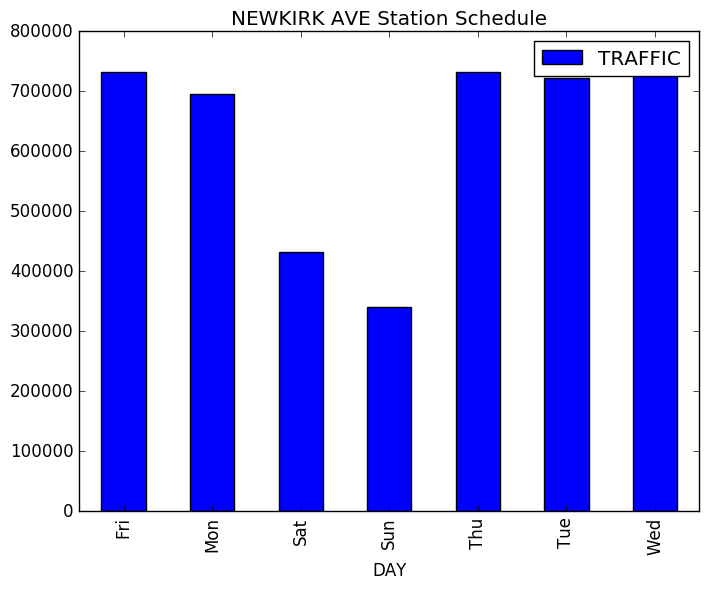 NEWKIRK AVE Station Schedule
TRAFFIC
800000
700000
600000
500000
400000
300000
200000
100000
0
Fri Mon Sat Sun Thu Tue Wed
DAY